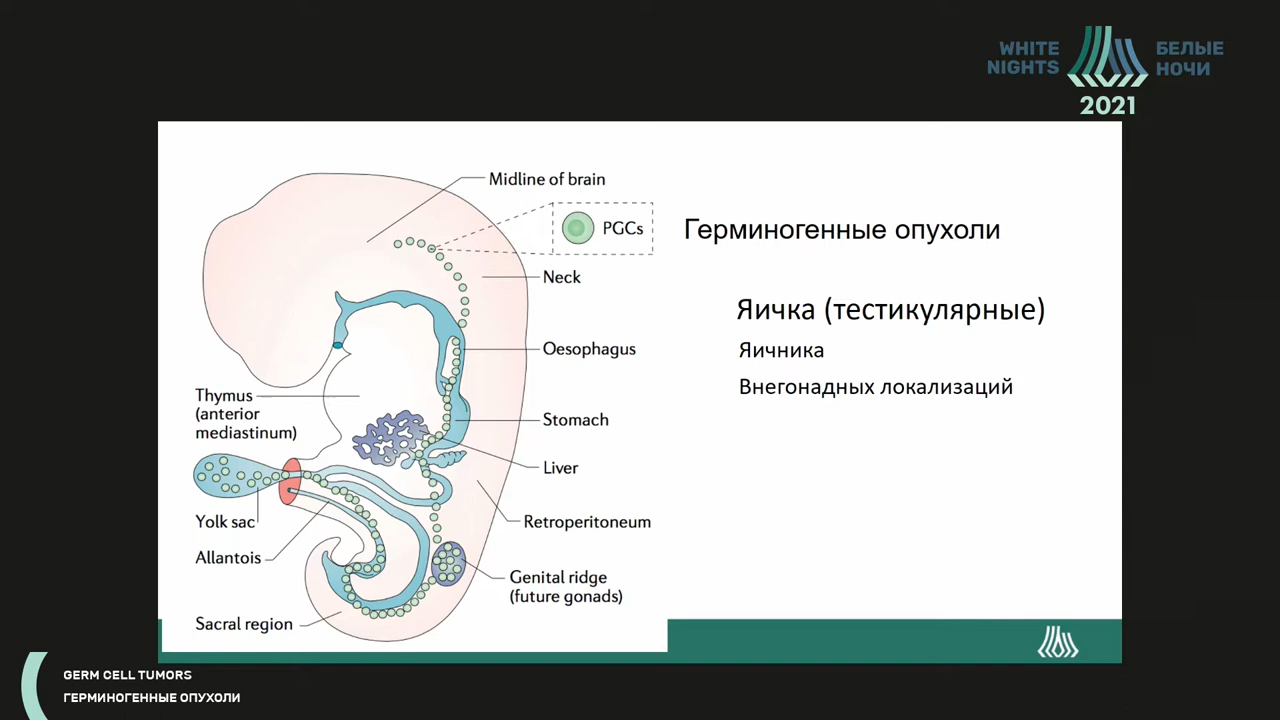 WHITE
NIGHTS
БЕЛЫЕ
НОЧИ
2021
Midline of brain
PGCs
Neck
Oesophagus
Thymus
(anterior
mediastinum)
Stomach
Liver
Yolk sac
Retroperitoneum
Allantois
Genital ridge
(future gonads)
Sacral region
Герминогенные опухоли
Яичка (тестикулярные)
Яичника
Внегонадных локализаций
GERM CELL TUMORS
ГЕРМИНОГЕННЫЕ ОПУХОЛИ